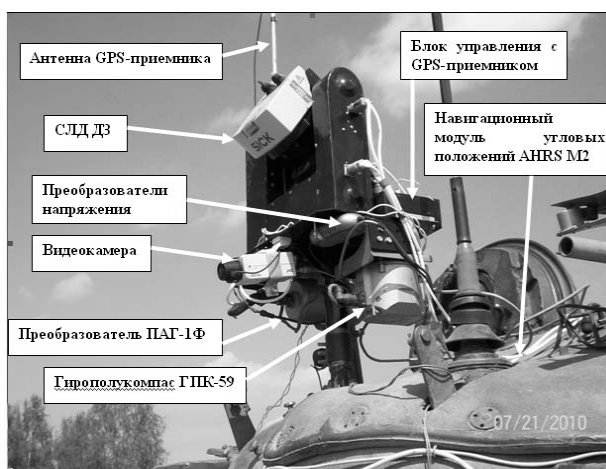 Антенна GPS-приемника
Блок управления с
GPS-приемником
СЛД ДЗ
Навигационный
модуль угловых
положений AHRS M2
SICK
Преобразователи
напряжения
Видеокамера
Преобразователь ПАГ-1Ф
Гирополукомпас ГПК-59
07/21/2010